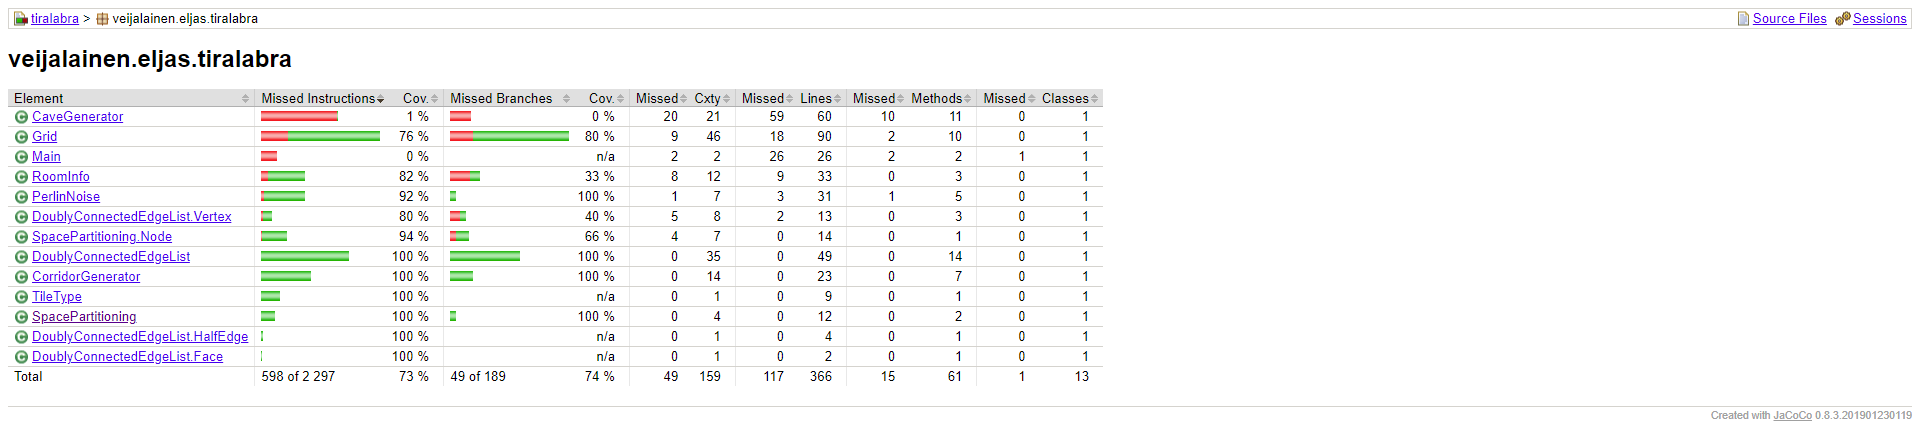 tiralabra > veijalainen.eljas.tiralabra Source Files Sessions
veijalainen.eljas.tiralabra
Element Missed Instructions Cov. Missed Branches Cov. Missed Cxty Missed Lines Missed Methods Missed Classes
CaveGenerator 1 % 0 % 20 21 59 60 10 11 0 1
Grid 76 % 80 % 9 46 18 90 2 10 0 1
Main 0 % n/a 2 2 26 26 2 2 1 1
RoomInfo 82 % 33 % 8 12 9 33 0 3 0 1
PerlinNoise 92 % 100 % 1 7 3 31 1 5 0 1
DoublyConnectedEdgeList.Vertex 80 % 40 % 5 8 2 13 0 3 0 1
SpacePartitioning.Node 94 % 66 % 4 7 0 14 0 1 0 1
DoublyConnectedEdgeList 100 % 100 % 0 35 0 49 0 14 0 1
CorridorGenerator 100 % 100 % 0 14 0 23 0 7 0 1
TileType 100 % n/a 0 1 0 9 0 1 0 1
SpacePartitioning 100 % 100 % 0 4 0 12 0 2 0 1
DoublyConnectedEdgeList.HalfEdge 100 % n/a 0 1 0 4 0 1 0 1
DoublyConnectedEdgeList.Face 100 % n/a 0 1 0 2 0 1 0 1
Total 598 of 2 297 73 % 49 of 189 74 % 49 159 117 366 15 61 1 13
Created with JaCoCo 0.8.3.201901230119